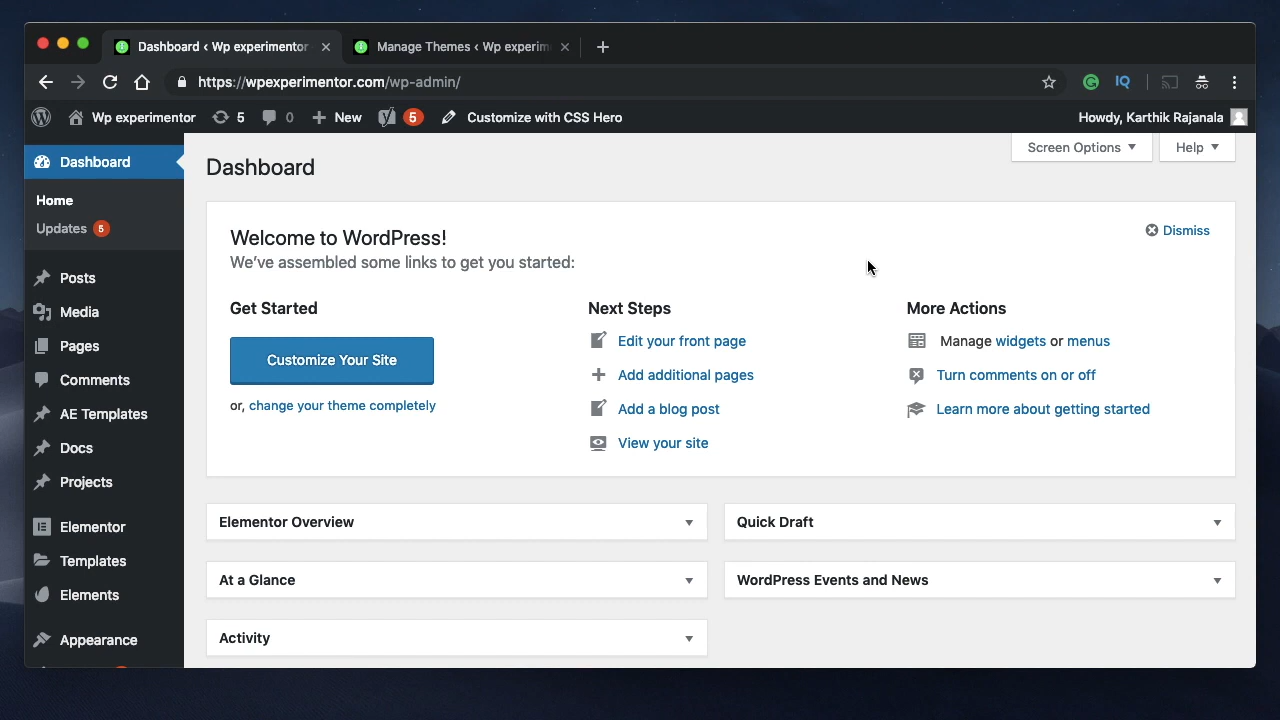 Dashboard ‹ Wp experimentor
Manage Themes ‹ Wp experim
https://wpexperimentor.com/wp-admin/
IQ
Wp experimentor 5 0 New 5 Customize with CSS Hero Howdy, Karthik Rajanala
Dashboard
Home
Updates 5
Posts
Media
Pages
Comments
AE Templates
Docs
Projects
Elementor
Templates
Elements
Appearance
Screen Options
Help
Dashboard
Welcome to WordPress!
Dismiss
We've assembled some links to get you started:
Get Started
Customize Your Site
or, change your theme completely
Next Steps
Edit your front page
Add additional pages
Add a blog post
View your site
More Actions
Manage widgets or menus
Turn comments on or off
Learn more about getting started
Elementor Overview
Quick Draft
At a Glance
WordPress Events and News
Activity